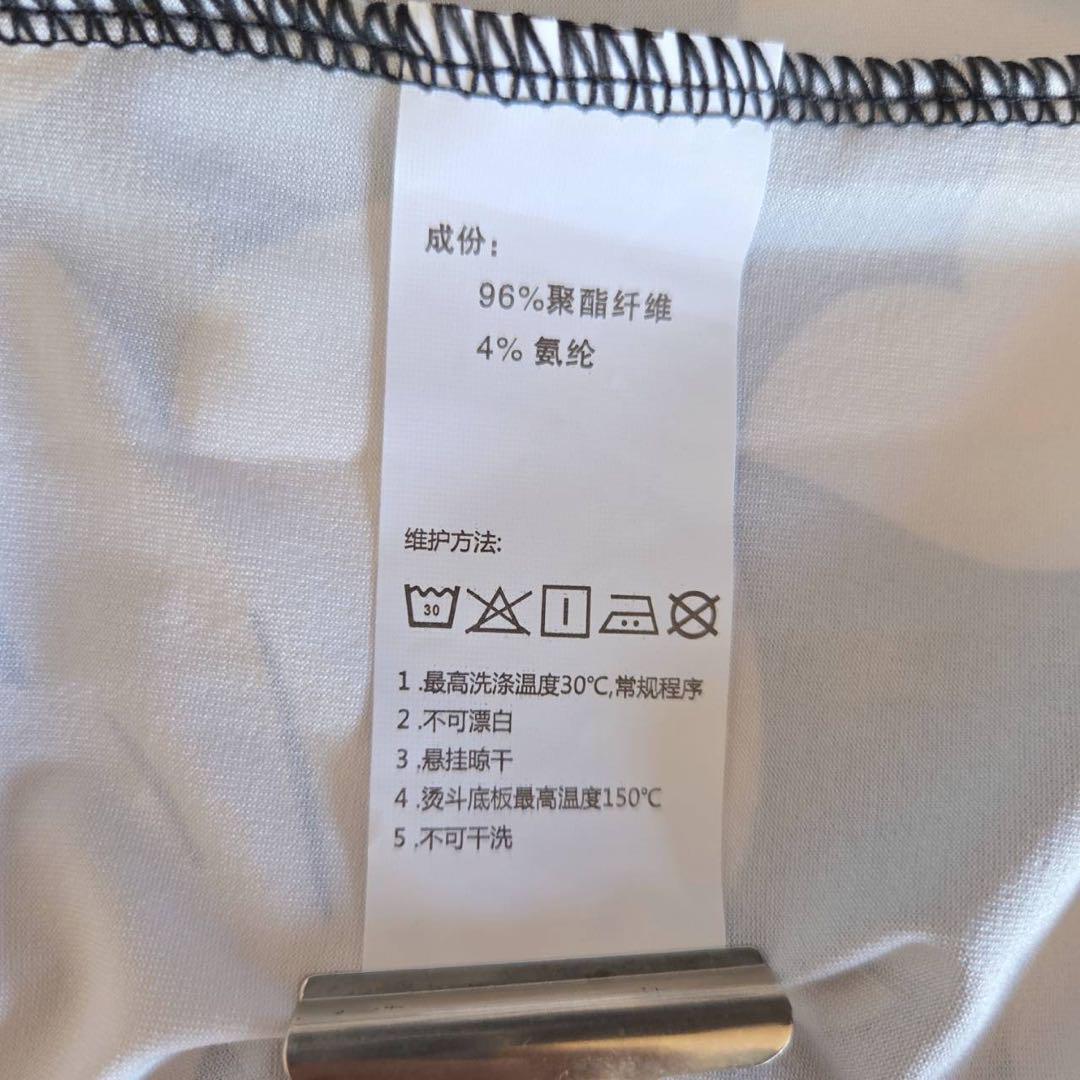 成份:
96%聚酯纤维
4% 氨纶
维护方法:
30
1 .最高洗涤温度30℃,常规程序
2 .不可漂白
3 .悬挂晾干
4 .烫斗底板最高温度150℃
5 .不可干洗